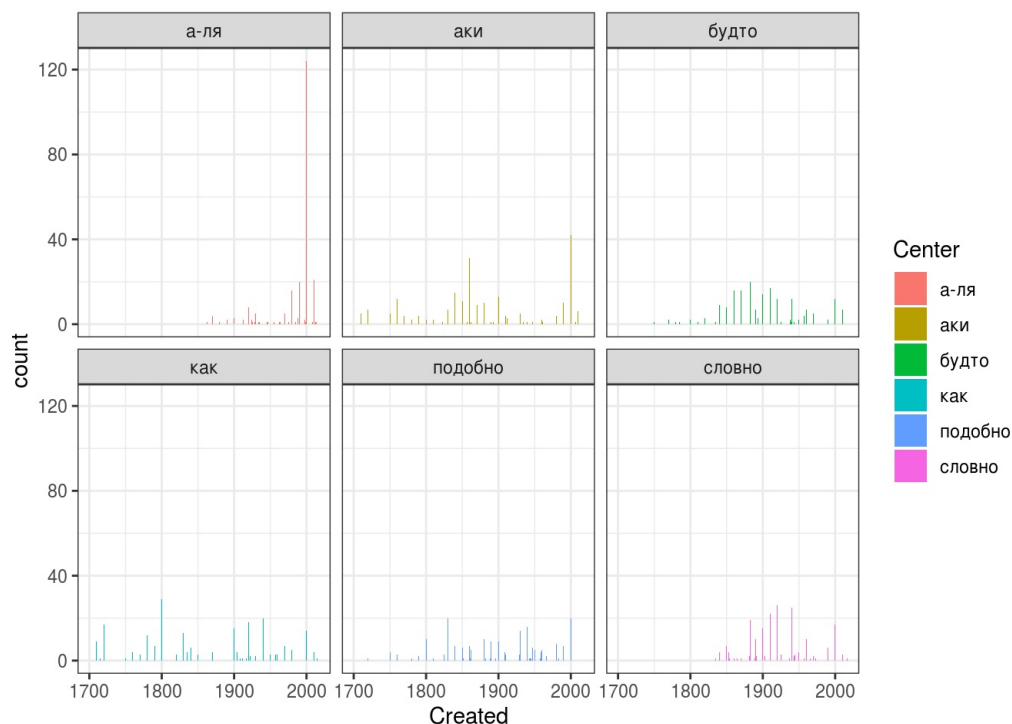 а-ля аки будто
120
80
40
0
count
как подобно словно
120
80
40
0
1700 1800 1900 2000 1700 1800 1900 2000 1700 1800 1900 2000
Created
Center
а-ля
аки
будто
как
подобно
словно